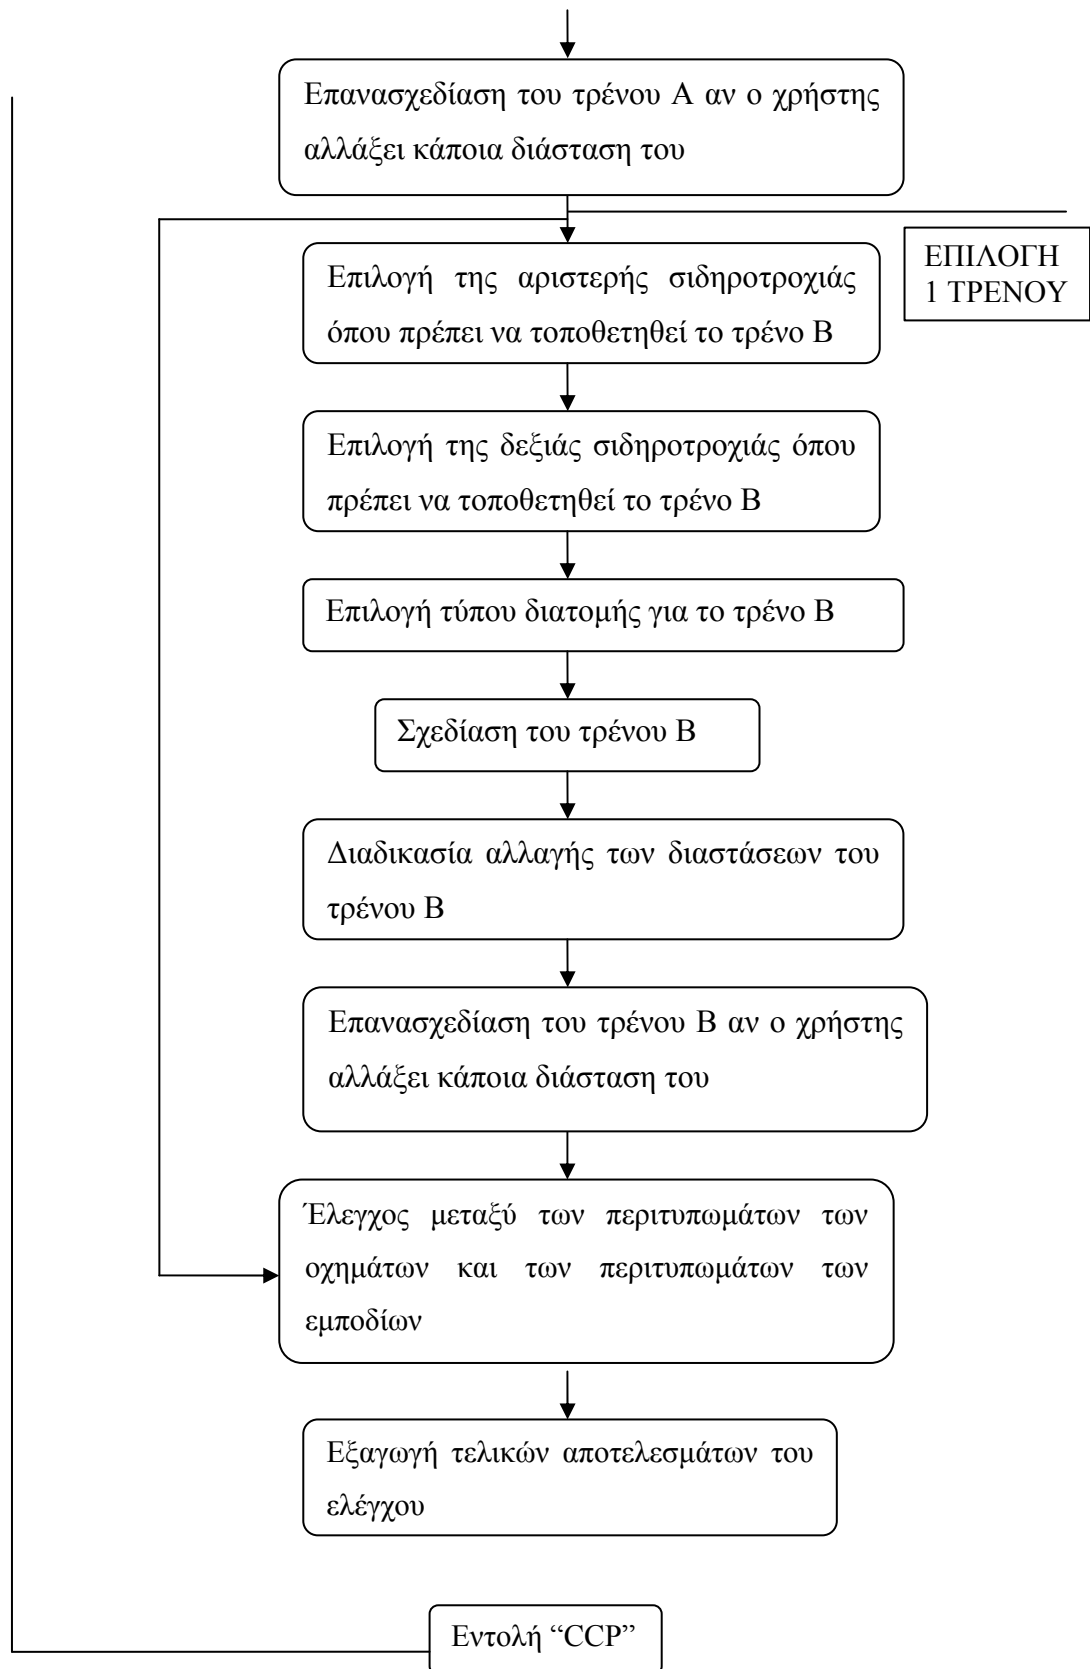 Επανασχεδίαση του τρένου Α αν ο χρήστης
αλλάξει κάποια διάσταση του
ΕΠΙΛΟΓΗ
1 ΤΡΕΝΟΥ
Επιλογή της αριστερής σιδηροτροχιάς
όπου πρέπει να τοποθετηθεί το τρένο Β
Επιλογή της δεξιάς σιδηροτροχιάς όπου
πρέπει να τοποθετηθεί το τρένο Β
Επιλογή τύπου διατομής για το τρένο Β
Σχεδίαση του τρένου Β
Διαδικασία αλλαγής των διαστάσεων του
τρένου Β
Επανασχεδίαση του τρένου Β αν ο χρήστης
αλλάξει κάποια διάσταση του
Έλεγχος μεταξύ των περιτυπωμάτων των
οχημάτων και των περιτυπωμάτων των
εμποδίων
Εξαγωγή τελικών αποτελεσμάτων του
ελέγχου
Εντολή “CCP”